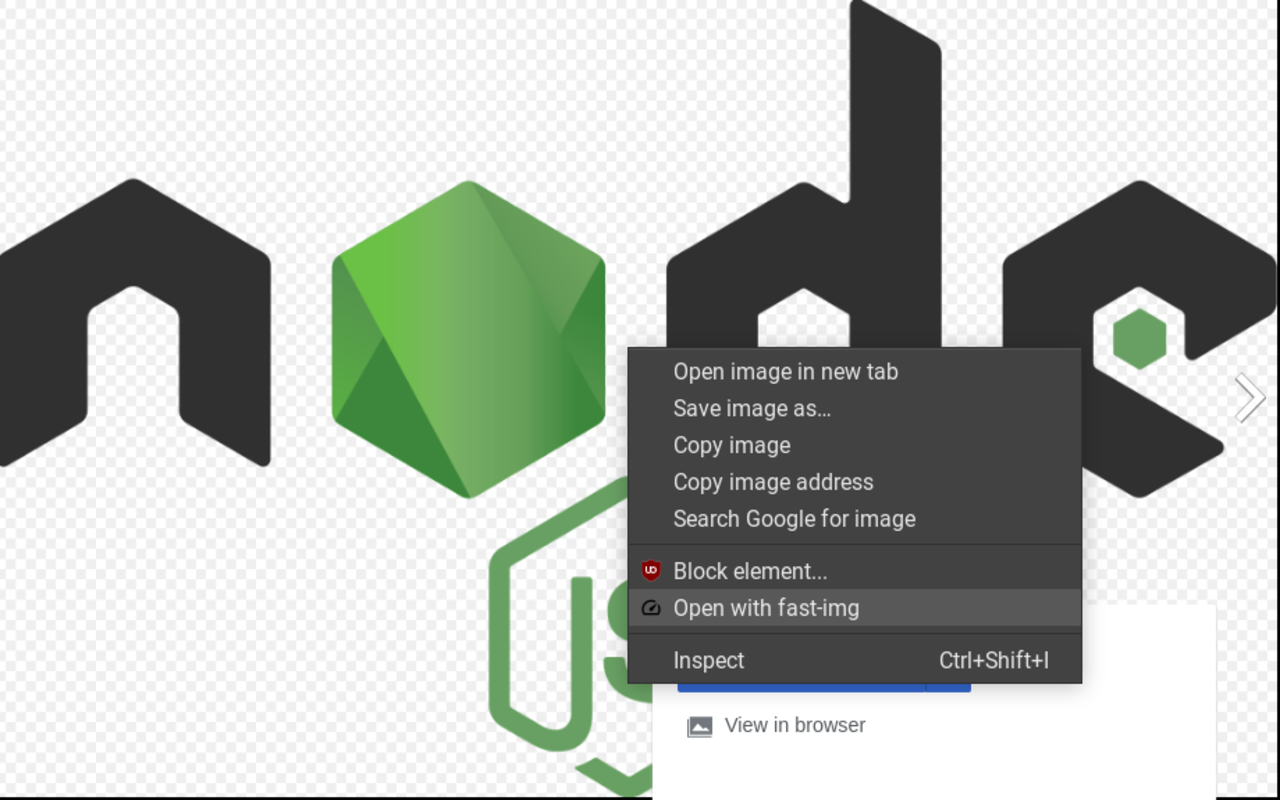 node
Open image in new tab
Save image as...
Copy image
Copy image address
Search Google for image
Block element...
Open with fast-img
Inspect Ctrl+Shift+I
JS
View in browser